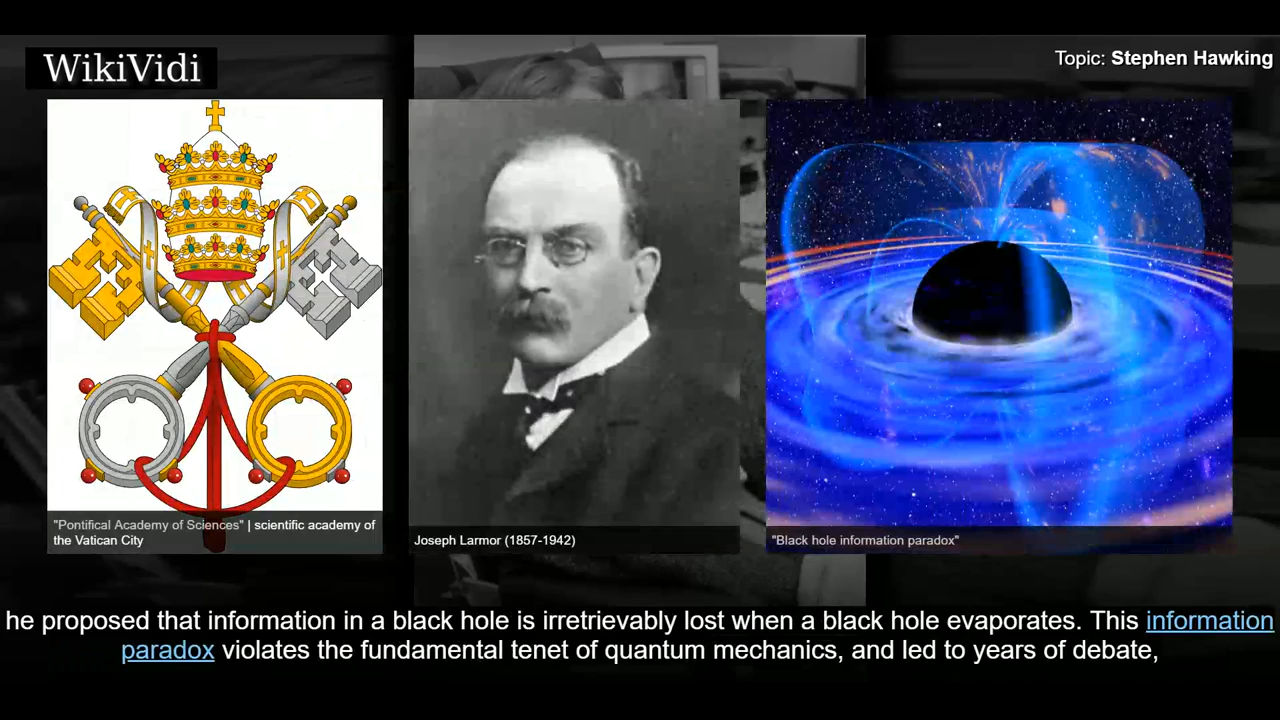 WikiVidi
Topic: Stephen Hawking
"Pontifical Academy of Sciences" | scientific academy of
the Vatican City
Joseph Larmor (1857-1942)
"Black hole information paradox"
he proposed that information in a black hole is irretrievably lost when a black hole evaporates. This information
paradox violates the fundamental tenet of quantum mechanics, and led to years of debate,